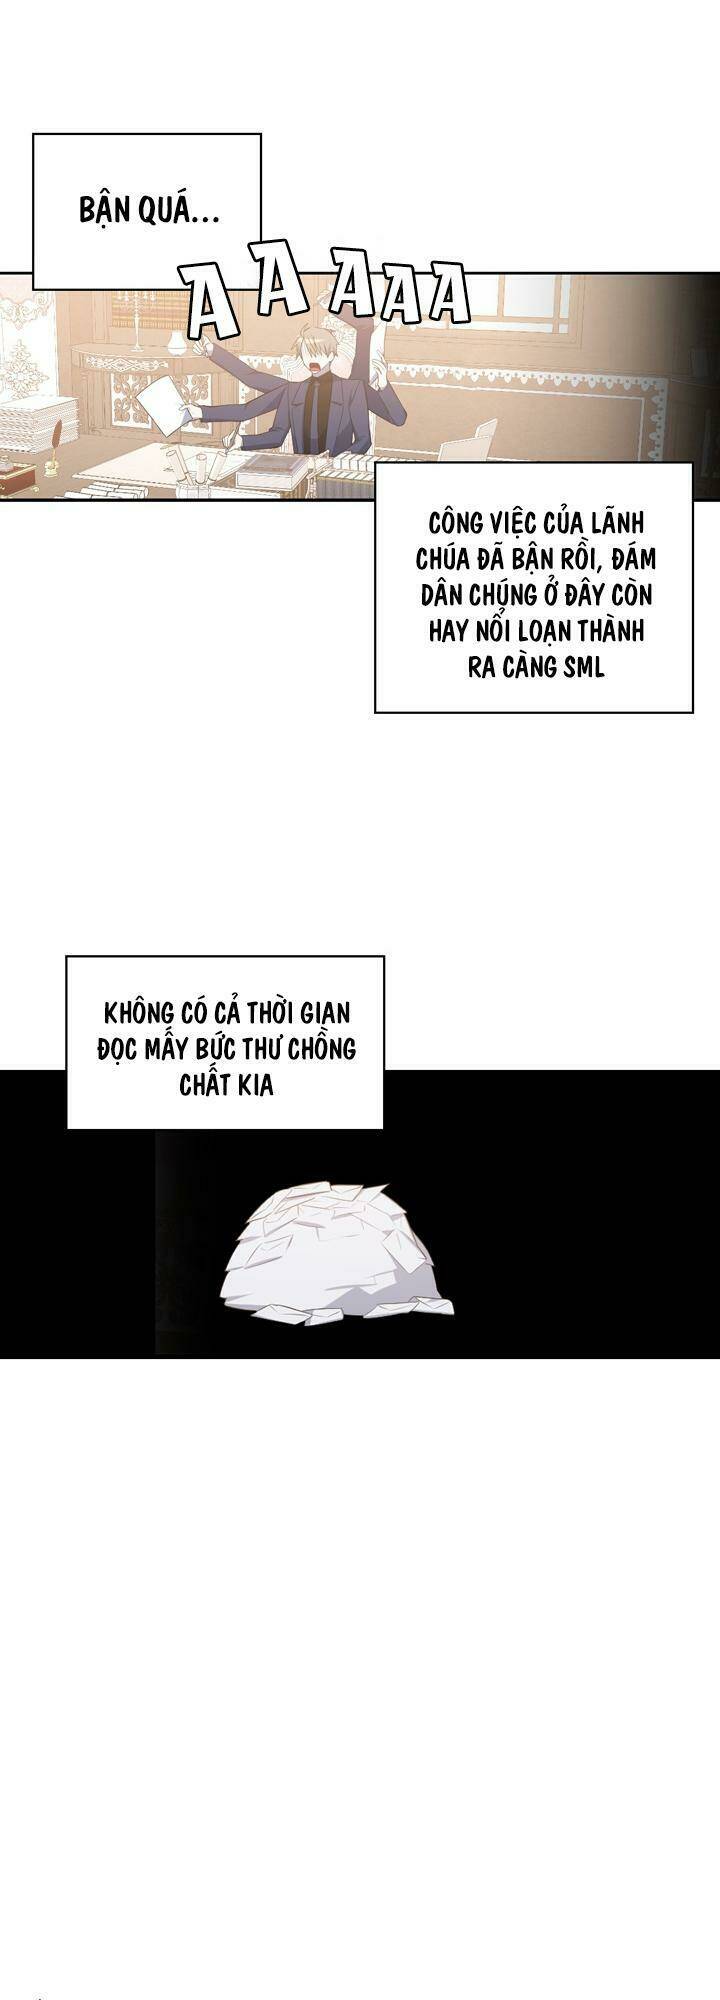 BẬN QUÁ...
A A A A A
CÔNG VIỆC CỦA LÃNH
CHÚA ĐÃ BẬN RỒI, ĐÁM
DÂN CHÚNG Ở ĐÂY CÒN
HAY NỔI LOẠN THÀNH
RA CÀNG SML
KHÔNG CÓ CẢ THỜI GIAN
ĐỌC MẤY BỨC THƯ CHỒNG
CHẤT KIA